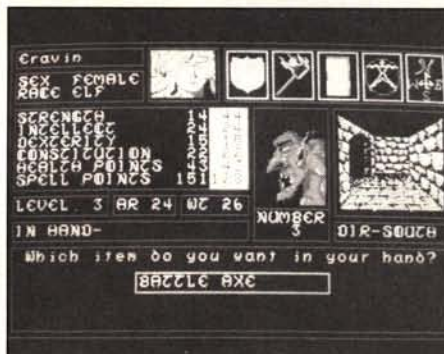 Eravin
SEX FEMALE
RACE ELF
STRENGTH 14
INTELLECT 24
DEXTERITY 15
CONSTITUTION 23
HEALTH POINTS 43
SPELL POINTS 151
LEVEL 3 AR 24 WT 26
NUMBER
3
DIR-SOUTH
IN HAND-
Which item do you want in your hand?
BATTLE AXE